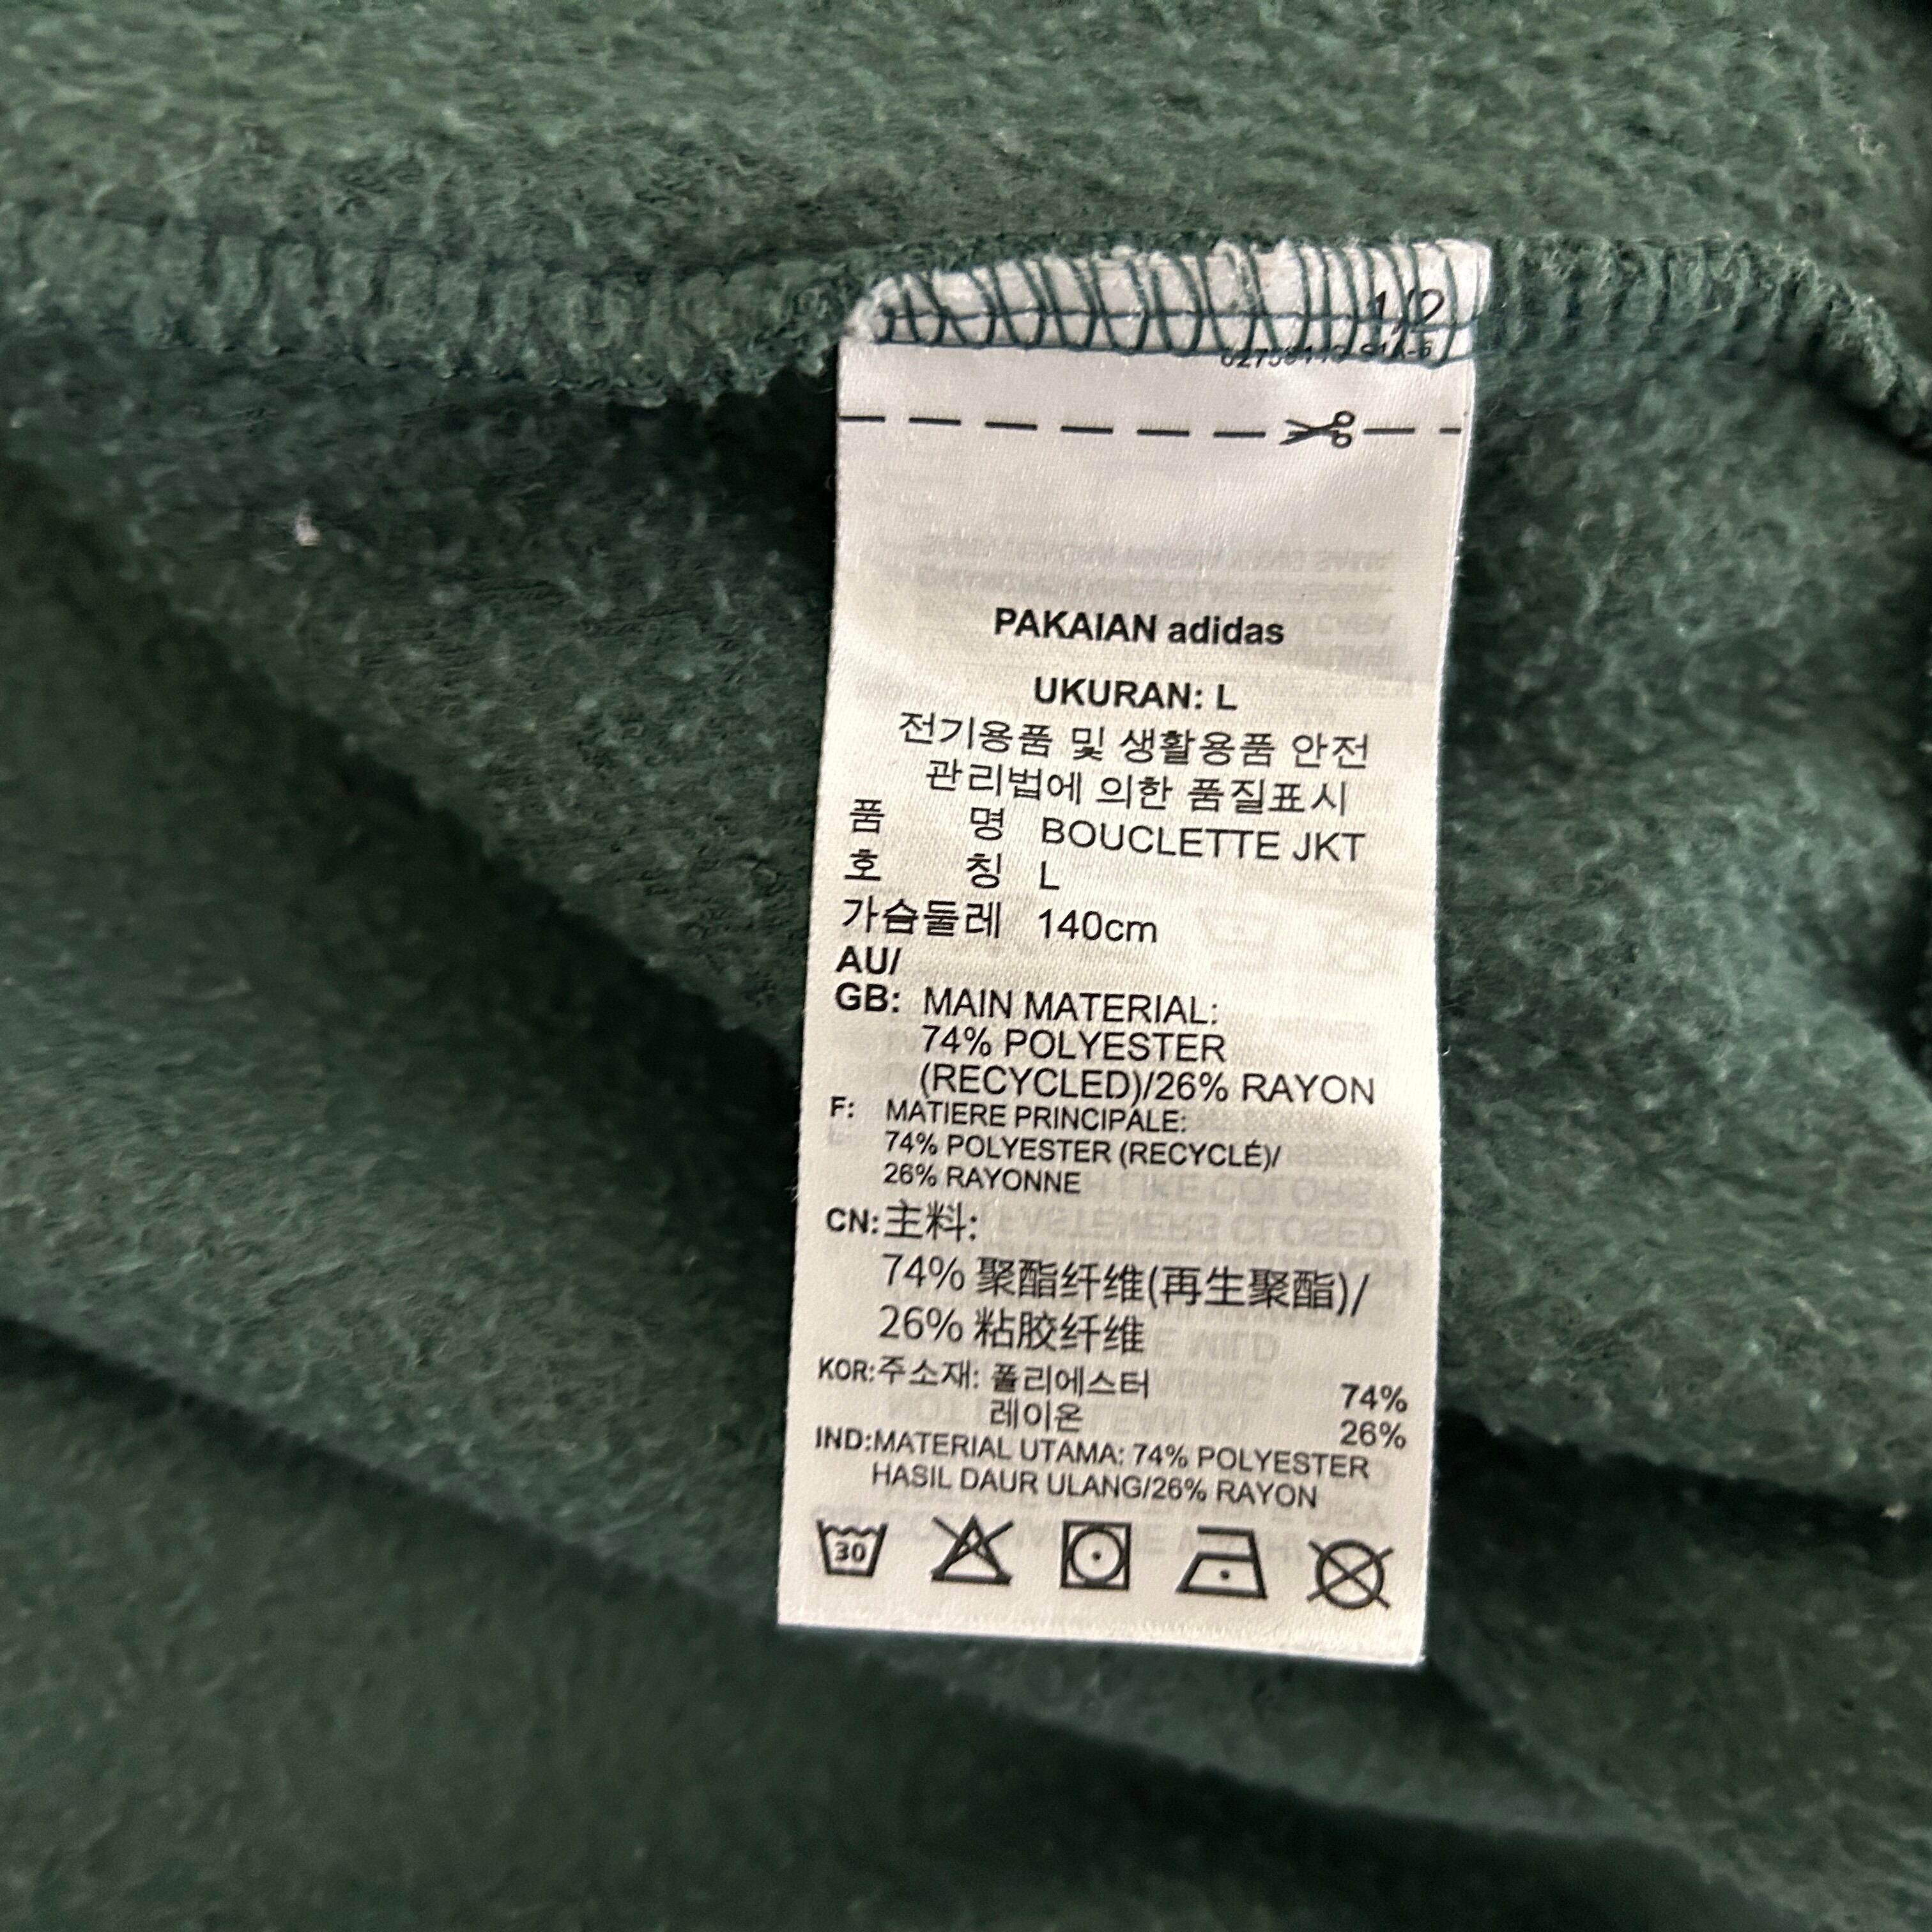 1/2
PAKAIAN adidas
UKURAN: L
전기용품 및 생활용품 안전
관리법에 의한 품질표시
품 명 BOUCLETTE JKT
호 칭 L
가슴둘레 140cm
AU/
GB: MAIN MATERIAL:
74% POLYESTER
(RECYCLED)/26% RAYON
F: MATIERE PRINCIPALE:
74% POLYESTER (RECYCLÉ)/
26% RAYONNE
CN:主料:
74% 聚酯纤维(再生聚酯)/
26% 粘胶纤维
KOR:주소재: 폴리에스터 74%
레이온 26%
IND:MATERIAL UTAMA: 74% POLYESTER
HASIL DAUR ULANG/26% RAYON
30